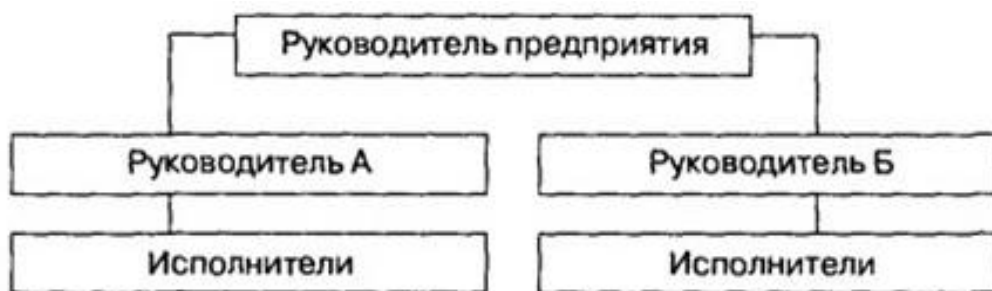 Руководитель предприятия
Руководитель А
Руководитель Б
Исполнители
Исполнители